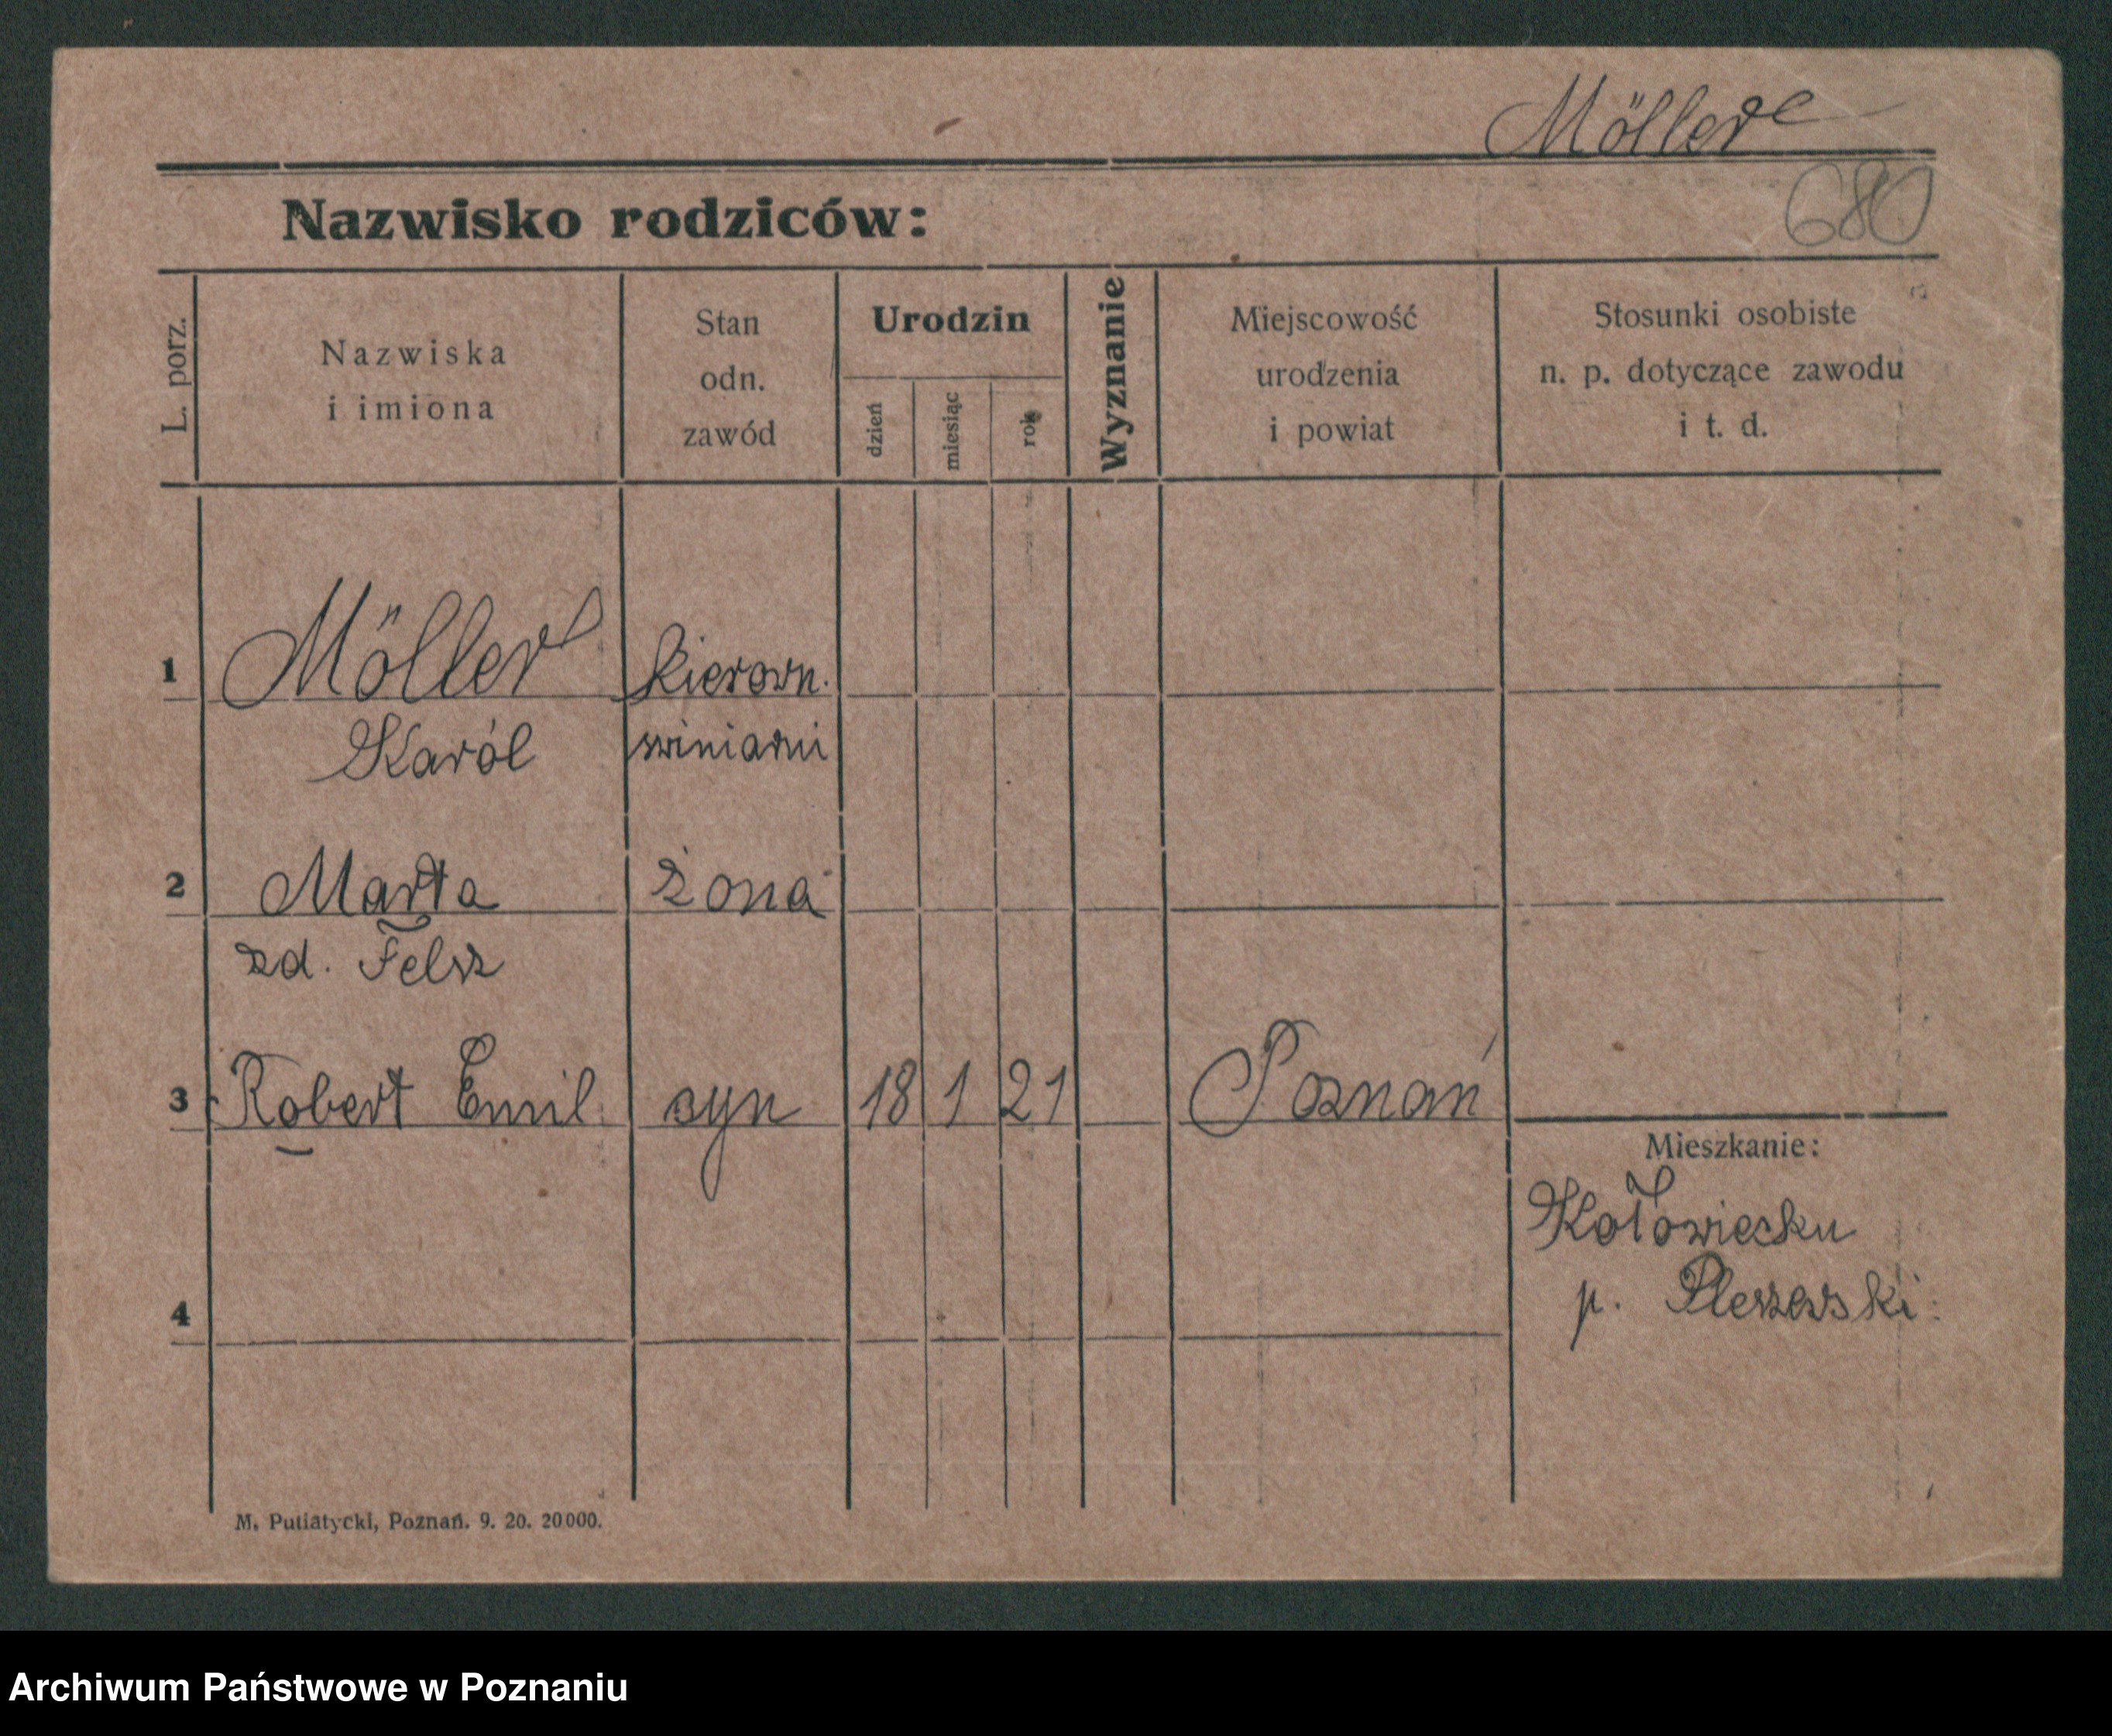 Möller
680
Nazwisko rodziców:
L. porz.
Nazwiska
i imiona
Stan
odn.
zawód
Urodzin
dzień
miesiąc
rok
Wyznanie
Miejscowość
urodzenia
i powiat
Stosunki osobiste
n. p. dotyczące zawodu
i t. d.
1 Möller kierown.
Karól winiarni
2 Marta żona
zd. Felsz
3 Robert Emil syn 18 1 21 Poznań
Mieszkanie:
Kołowiecku
p. Pleszewski
4
M. Putiatycki, Poznań. 9. 20. 20000.
Archiwum Państwowe w Poznaniu